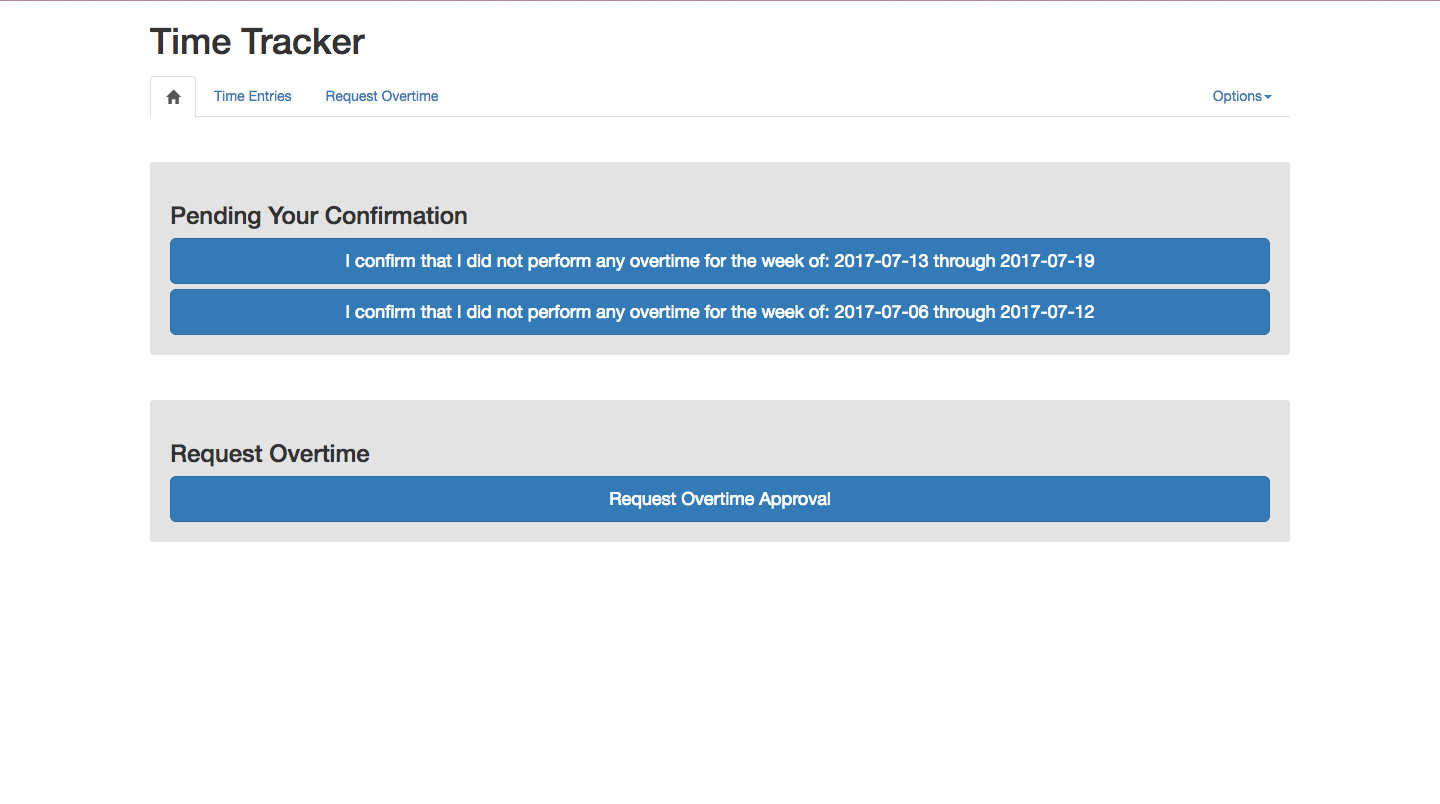 Time Tracker
Time Entries
Request Overtime
Options
Pending Your Confirmation
I confirm that I did not perform any overtime for the week of: 2017-07-13 through 2017-07-19
I confirm that I did not perform any overtime for the week of: 2017-07-06 through 2017-07-12
Request Overtime
Request Overtime Approval